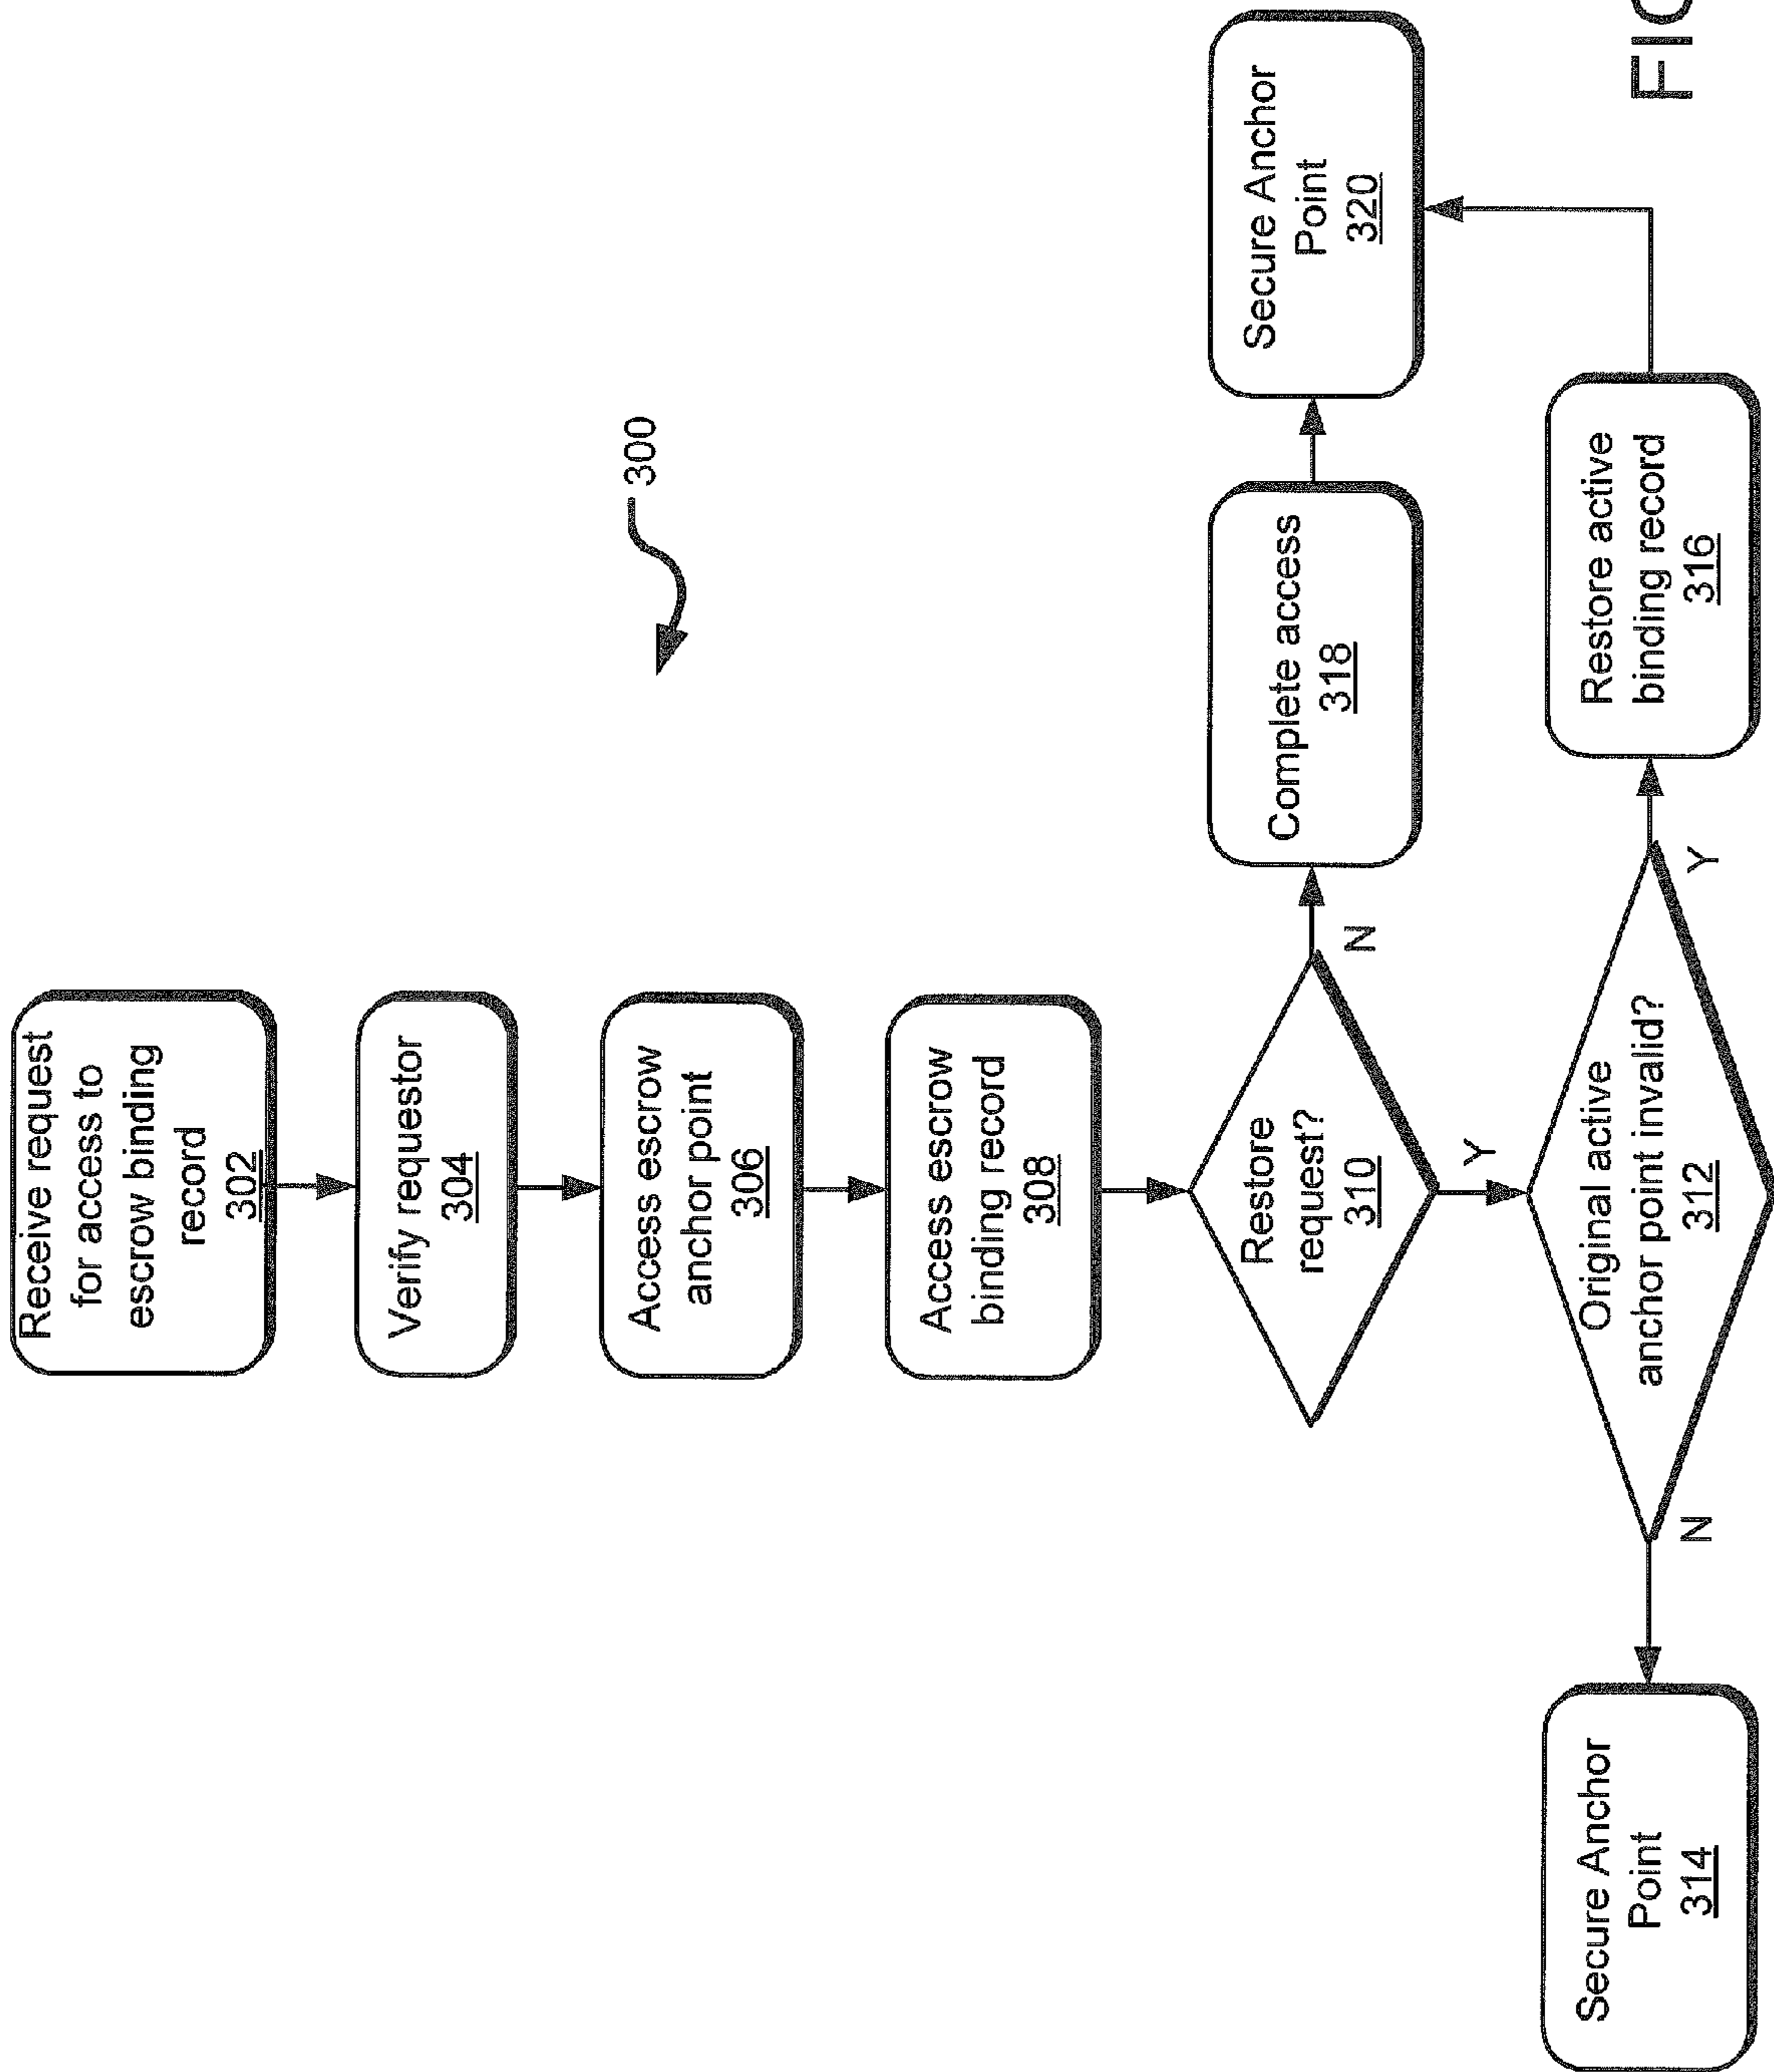 Receive request
for access to
escrow binding
record
302
Verify requestor
304
Access escrow
anchor point
306
300
Access escrow
binding record
308
Restore
request?
310
N
Complete access
318
Secure Anchor
Point
320
Y
Original active
anchor point invalid?
312
N
Y
Secure Anchor
Point
314
Restore active
binding record
316